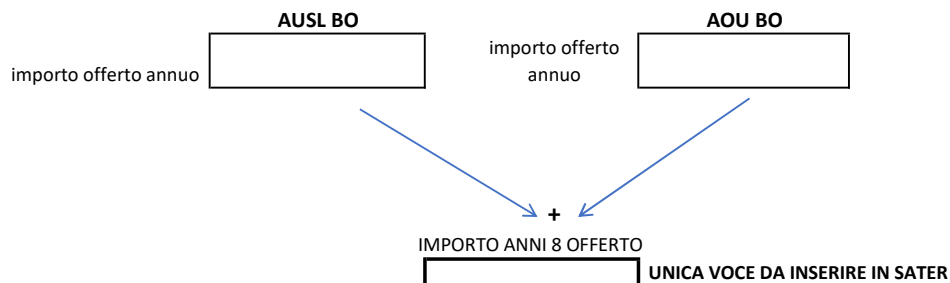 AUSL BO
AOU BO
importo offerto annuo
importo offerto
annuo
+
IMPORTO ANNI 8 OFFERTO
UNICA VOCE DA INSERIRE IN SATER